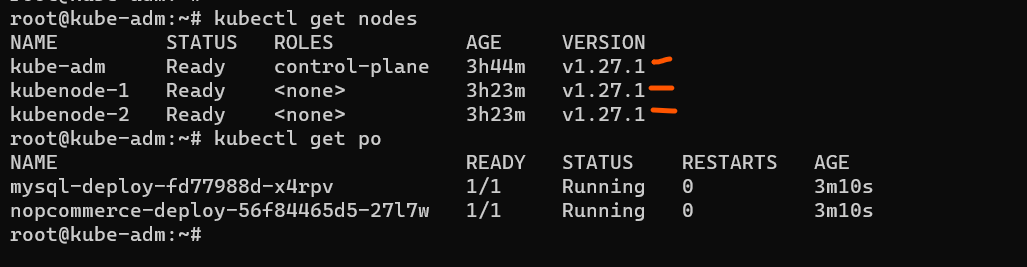 root@kube-adm:~# kubectl get nodes
NAME         STATUS   ROLES           AGE     VERSION
kube-adm     Ready    control-plane   3h44m   v1.27.1
kubenode-1   Ready    <none>          3h23m   v1.27.1
kubenode-2   Ready    <none>          3h23m   v1.27.1
root@kube-adm:~# kubectl get po
NAME                                  READY   STATUS    RESTARTS   AGE
mysql-deploy-fd77988d-x4rpv           1/1     Running   0          3m10s
nopcommerce-deploy-56f84465d5-27l7w   1/1     Running   0          3m10s
root@kube-adm:~#